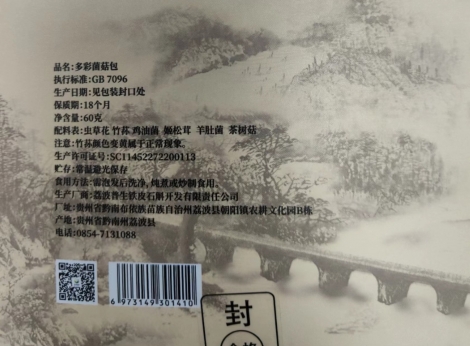 品名:多彩菌菇包
执行标准:GB 7096
生产日期:见包装封口处
保质期:18个月
净含量:60克
配料表:虫草花 竹荪 鸡油菌 姬松茸 羊肚菌 茶树菇
注意:竹荪颜色变黄属于正常现象。
生产许可证号:SC11452272200113
贮存:常温避光保存
食用方法:需泡发后洗净,炖煮或炒制食用。
生产厂商:荔波普生铁皮石斛开发有限责任公司
厂址:贵州省黔南布依族苗族自治州荔波县朝阳镇农耕文化园B栋
产地:贵州省黔南州荔波县
电话:0854-7131088
6 973149 301410
封